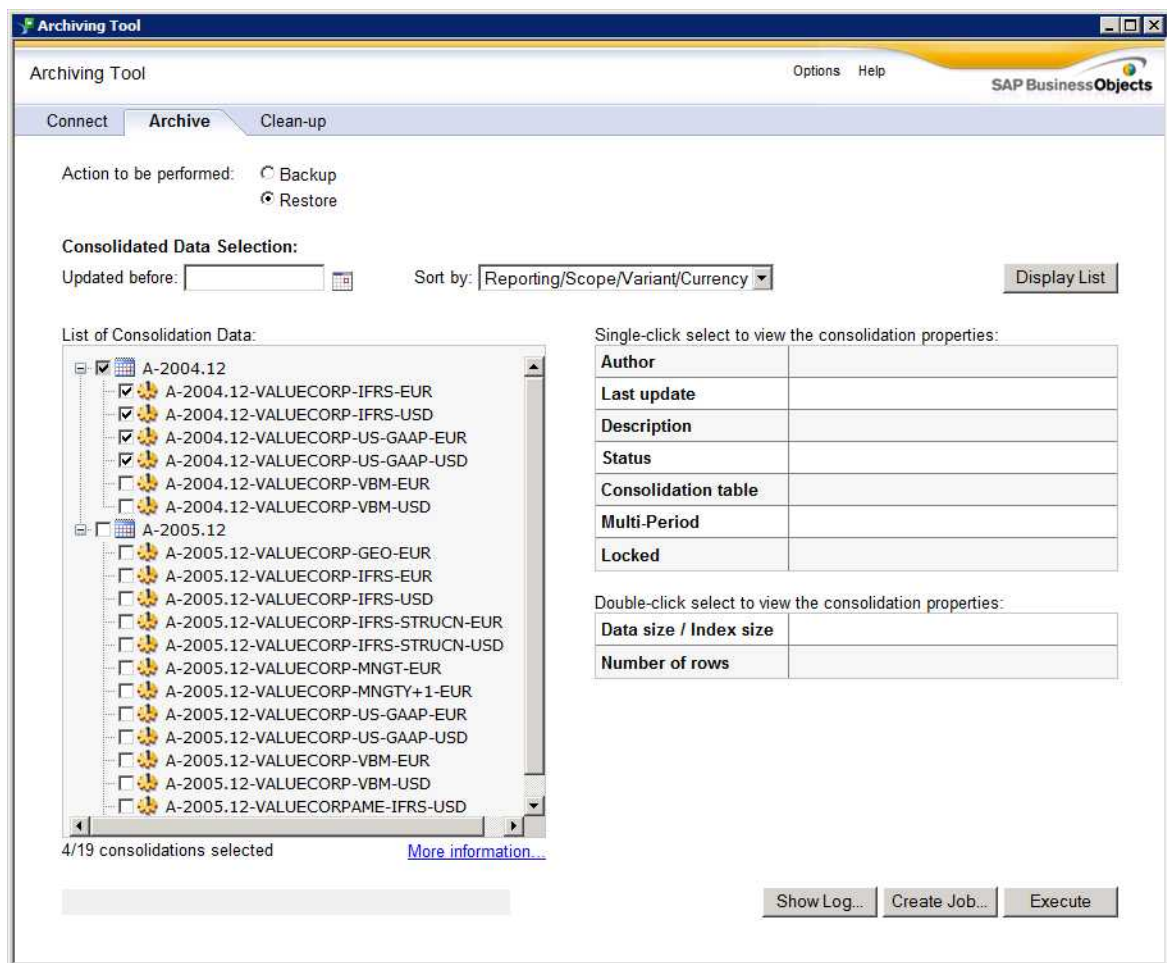 Archiving Tool
Archiving Tool
Options Help
SAP BusinessObjects
Connect Archive Clean-up
Action to be performed: Backup
Restore
Consolidated Data Selection:
Updated before: Sort by: Reporting/Scope/Variant/Currency Display List
List of Consolidation Data:
A-2004.12
A-2004.12-VALUECORP-IFRS-EUR
A-2004.12-VALUECORP-IFRS-USD
A-2004.12-VALUECORP-US-GAAP-EUR
A-2004.12-VALUECORP-US-GAAP-USD
A-2004.12-VALUECORP-VBM-EUR
A-2004.12-VALUECORP-VBM-USD
A-2005.12
A-2005.12-VALUECORP-GEO-EUR
A-2005.12-VALUECORP-IFRS-EUR
A-2005.12-VALUECORP-IFRS-USD
A-2005.12-VALUECORP-IFRS-STRUCN-EUR
A-2005.12-VALUECORP-IFRS-STRUCN-USD
A-2005.12-VALUECORP-MNGT-EUR
A-2005.12-VALUECORP-MNGTY+1-EUR
A-2005.12-VALUECORP-US-GAAP-EUR
A-2005.12-VALUECORP-US-GAAP-USD
A-2005.12-VALUECORP-VBM-EUR
A-2005.12-VALUECORP-VBM-USD
A-2005.12-VALUECORPAME-IFRS-USD
4/19 consolidations selected More information...
Single-click select to view the consolidation properties:
Author
Last update
Description
Status
Consolidation table
Multi-Period
Locked
Double-click select to view the consolidation properties:
Data size / Index size
Number of rows
Show Log... Create Job... Execute